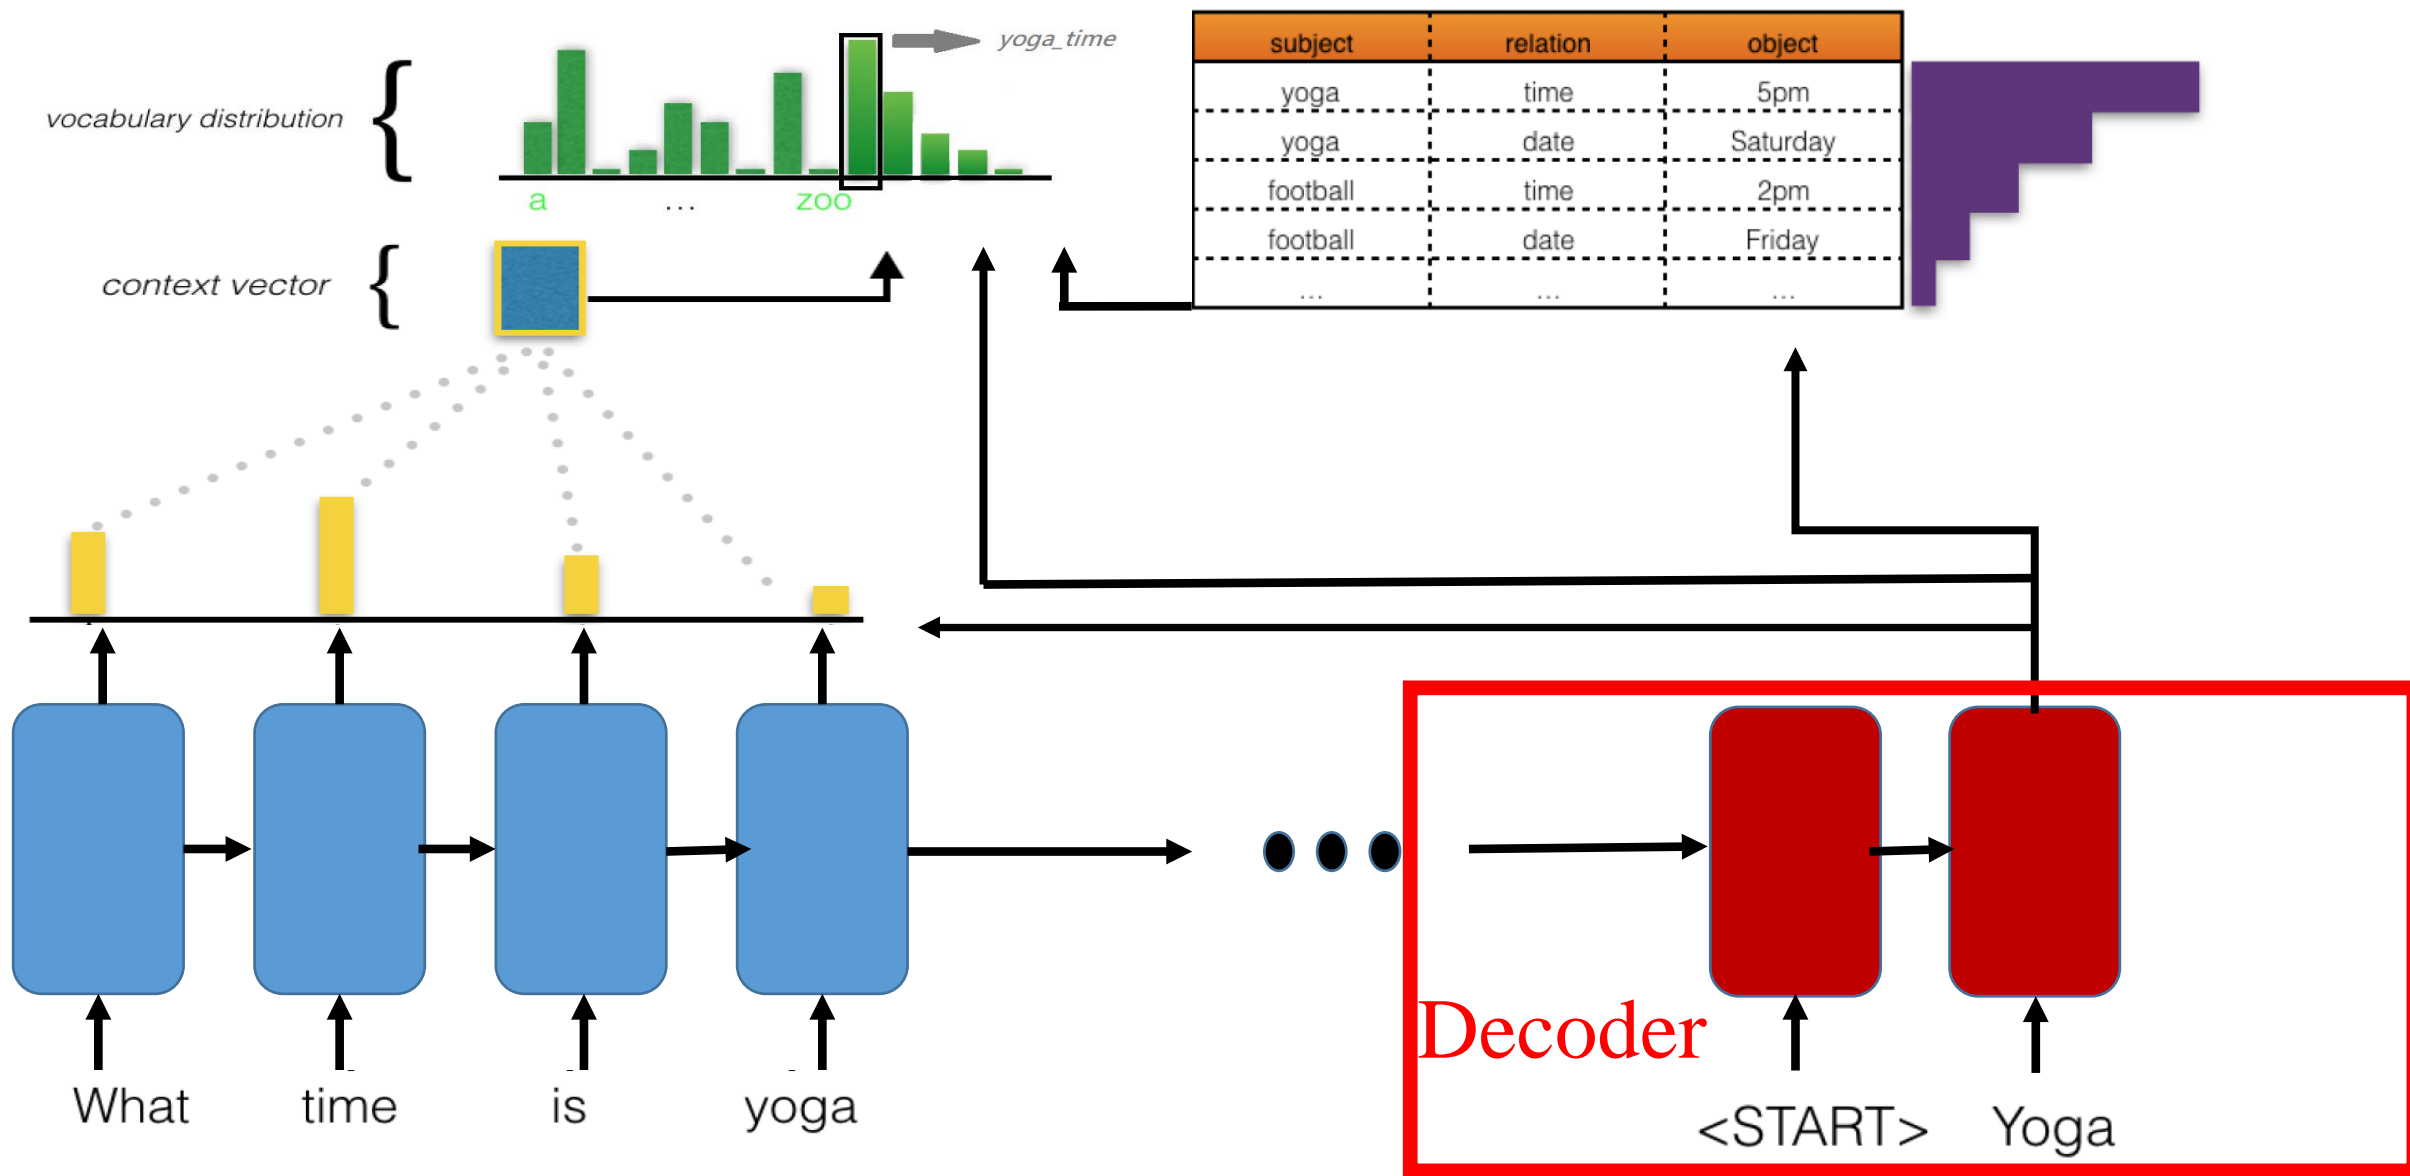 yoga_time
vocabulary distribution
a ... zoo
context vector
subject relation object
yoga time 5pm
yoga date Saturday
football time 2pm
football date Friday
... ... ...
Decoder
What time is yoga
<START> Yoga